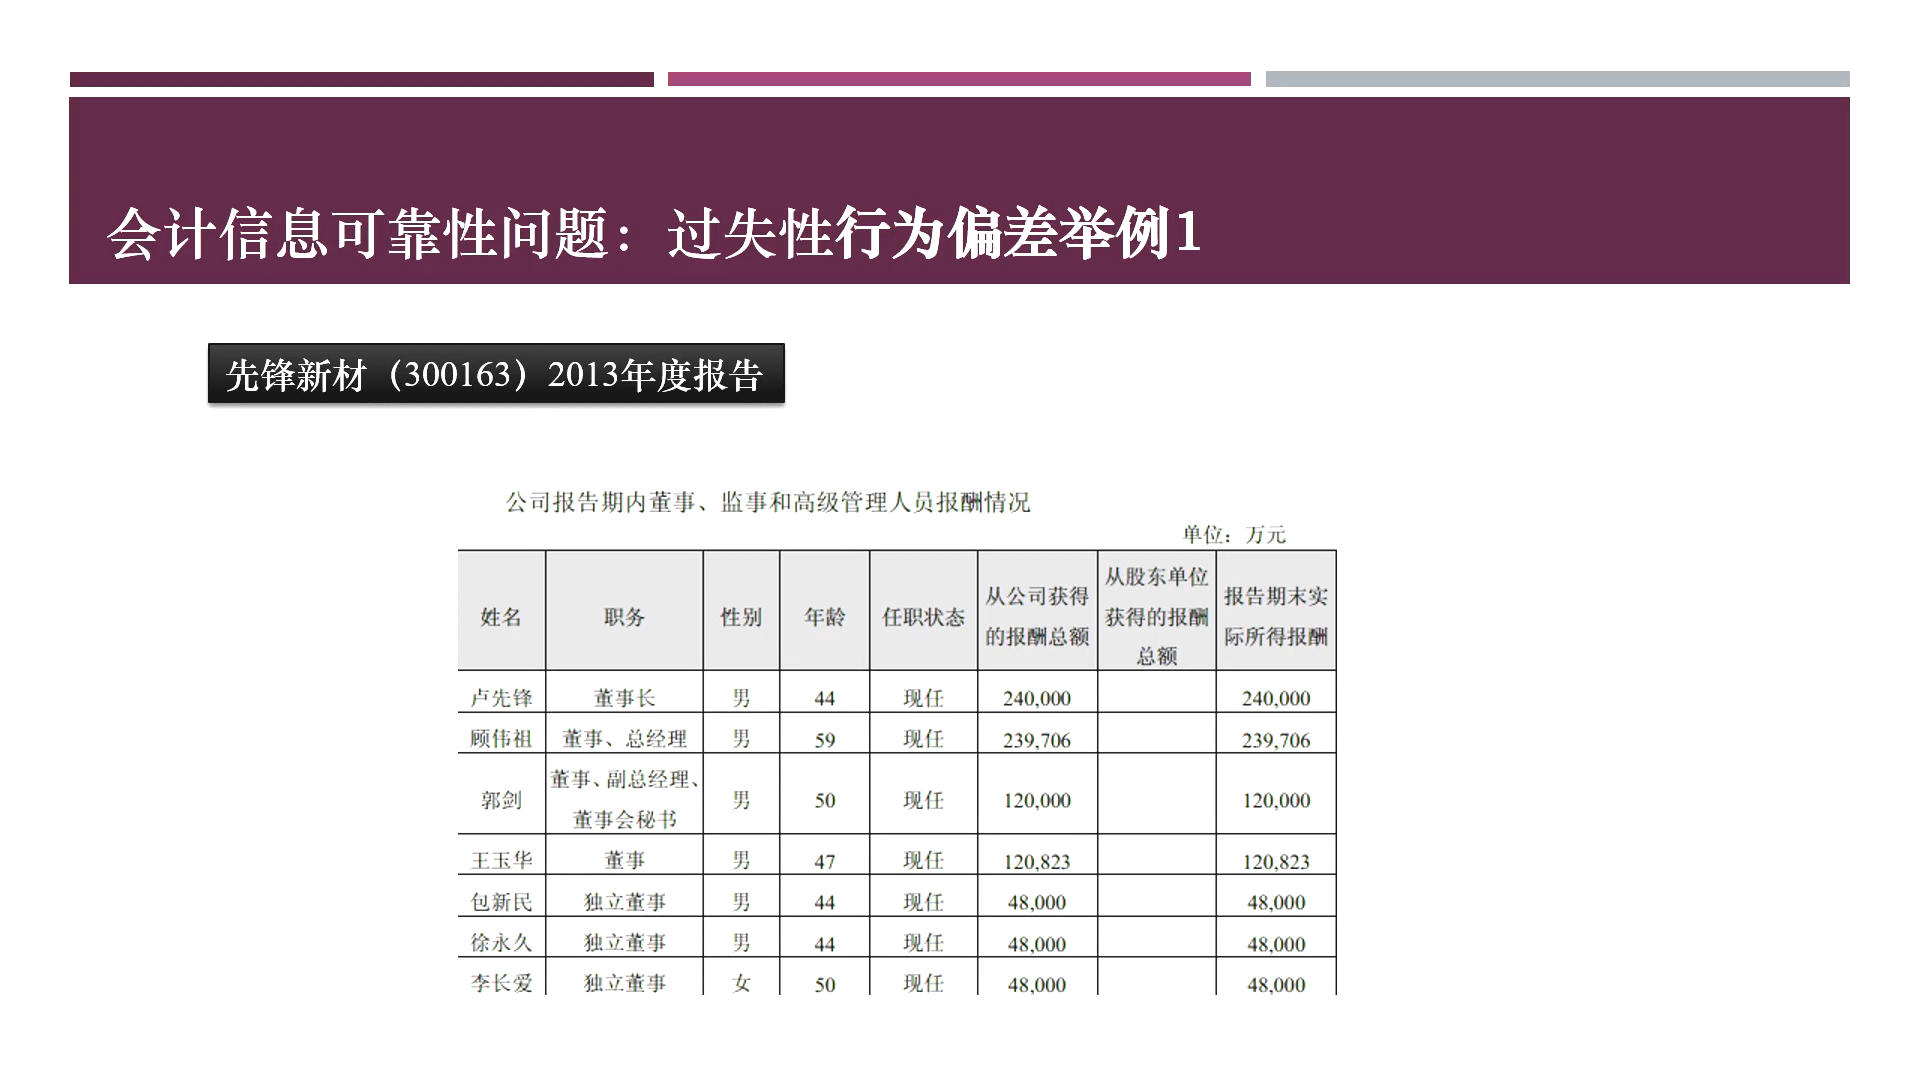 会计信息可靠性问题：过失性行为偏差举例1
先锋新材（300163）2013年度报告
公司报告期内董事、监事和高级管理人员报酬情况
单位：万元
姓名 职务 性别 年龄 任职状态 从公司获得的报酬总额 从股东单位获得的报酬总额 报告期末实际所得报酬
卢先锋 董事长 男 44 现任 240,000 240,000
顾伟祖 董事、总经理 男 59 现任 239,706 239,706
郭剑 董事、副总经理、董事会秘书 男 50 现任 120,000 120,000
王玉华 董事 男 47 现任 120,823 120,823
包新民 独立董事 男 44 现任 48,000 48,000
徐永久 独立董事 男 44 现任 48,000 48,000
李长爱 独立董事 女 50 现任 48,000 48,000